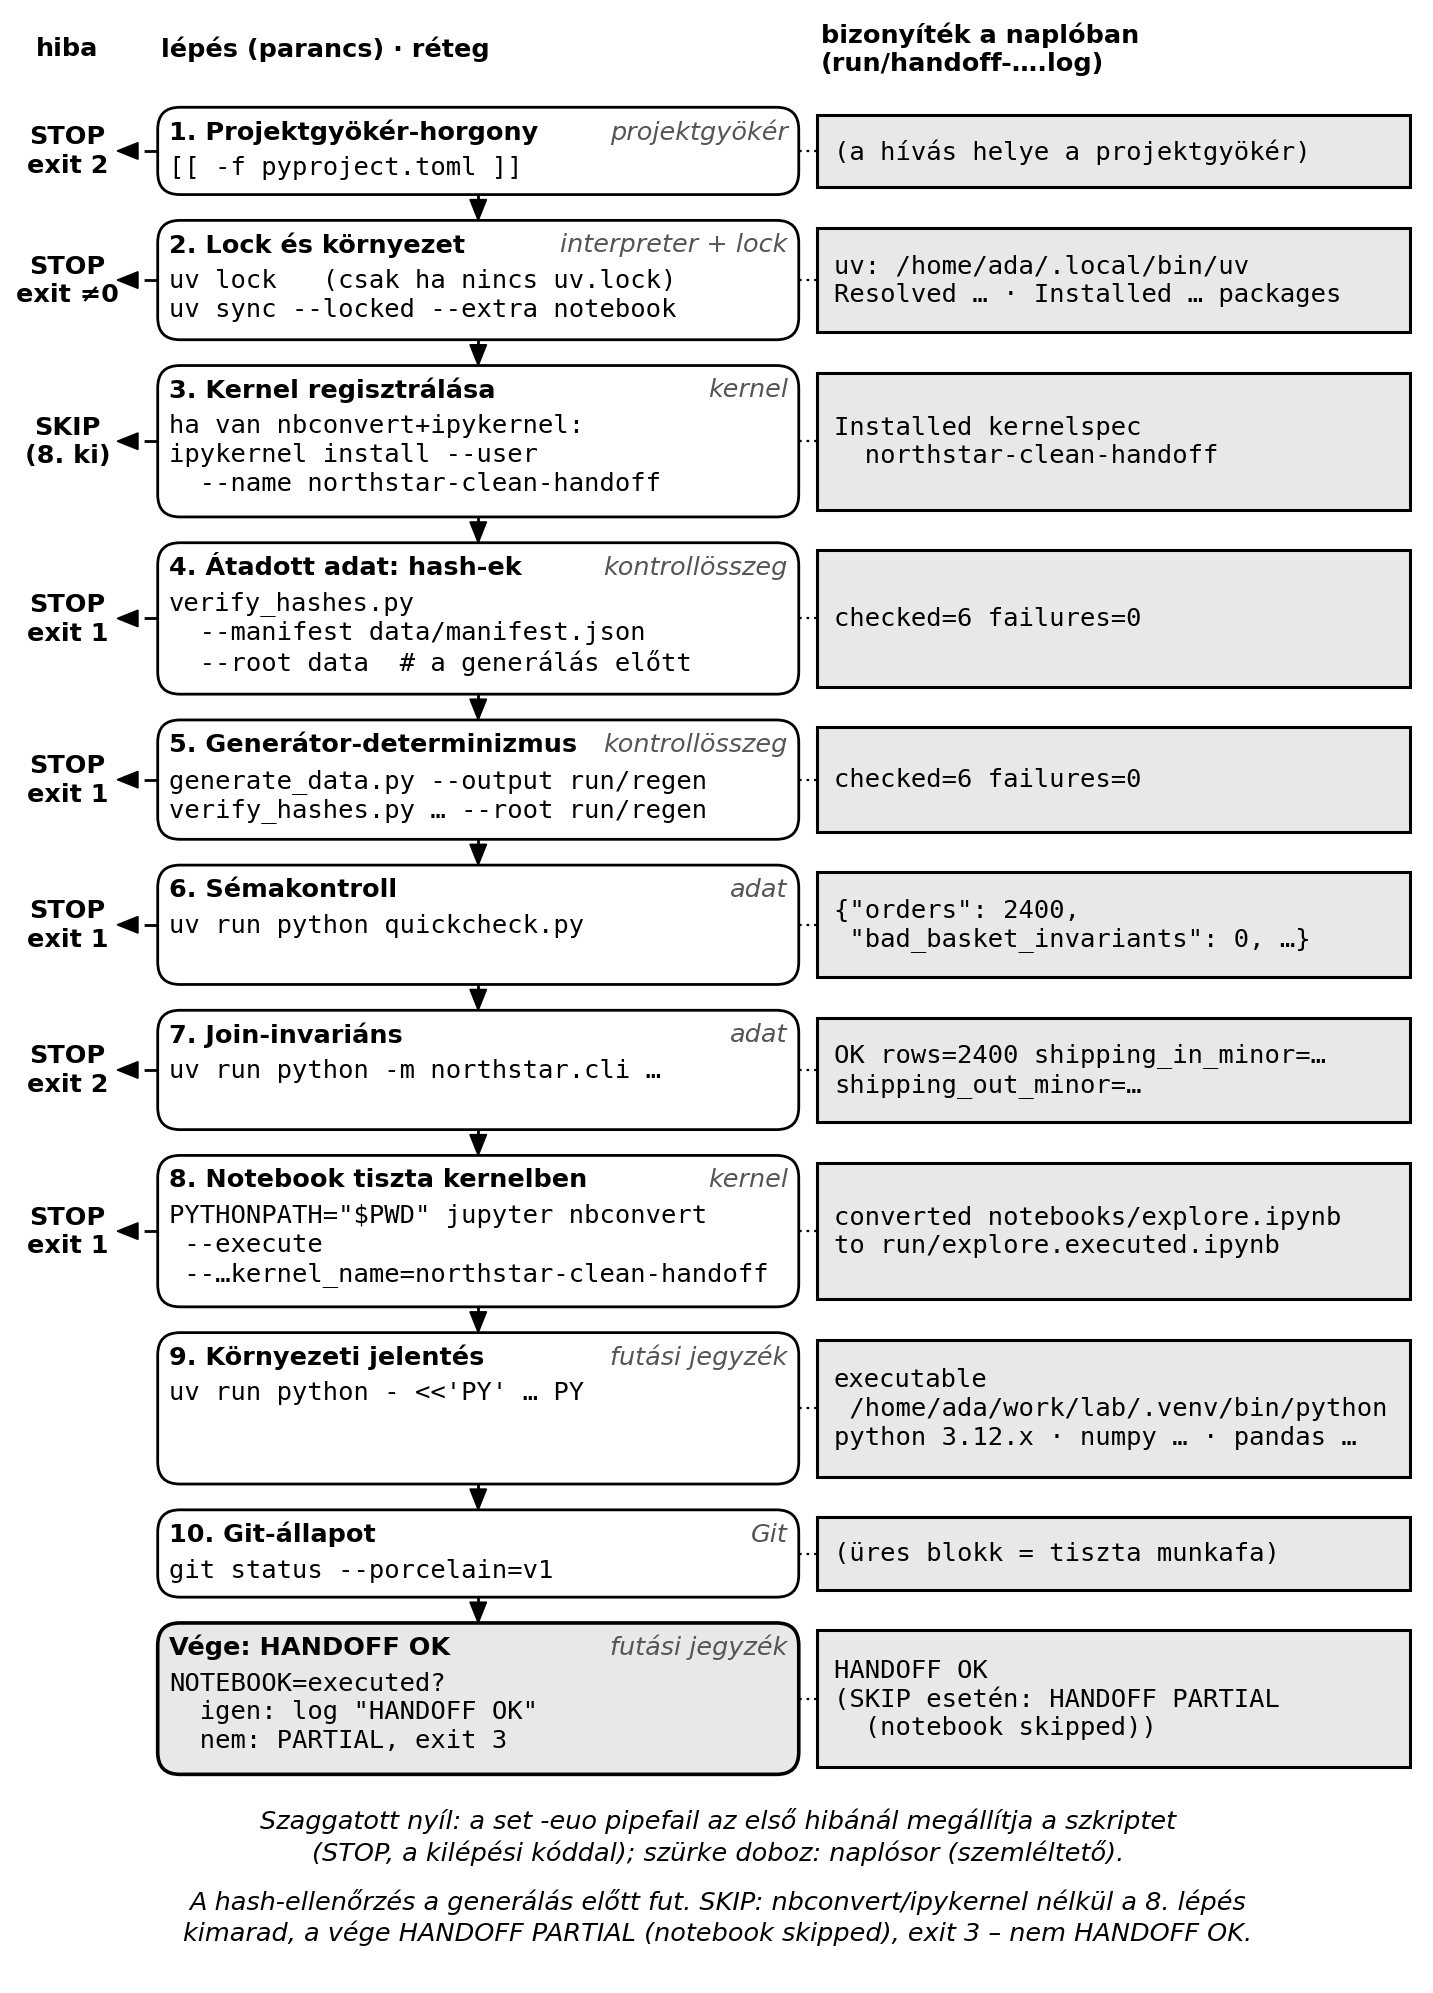 hiba
lépés (parancs) · réteg
bizonyíték a naplóban
(run/handoff-….log)
STOP
exit 2
1. Projektgyökér-horgony projektgyökér
[[ -f pyproject.toml ]]
(a hívás helye a projektgyökér)
STOP
exit ≠0
2. Lock és környezet interpreter + lock
uv lock   (csak ha nincs uv.lock)
uv sync --locked --extra notebook
uv: /home/ada/.local/bin/uv
Resolved … · Installed … packages
SKIP
(8. ki)
3. Kernel regisztrálása kernel
ha van nbconvert+ipykernel:
ipykernel install --user
  --name northstar-clean-handoff
Installed kernelspec
  northstar-clean-handoff
STOP
exit 1
4. Átadott adat: hash-ek kontrollösszeg
verify_hashes.py
  --manifest data/manifest.json
  --root data  # a generálás előtt
checked=6 failures=0
STOP
exit 1
5. Generátor-determinizmus kontrollösszeg
generate_data.py --output run/regen
verify_hashes.py … --root run/regen
checked=6 failures=0
STOP
exit 1
6. Sémakontroll adat
uv run python quickcheck.py
{"orders": 2400,
 "bad_basket_invariants": 0, …}
STOP
exit 2
7. Join-invariáns adat
uv run python -m northstar.cli …
OK rows=2400 shipping_in_minor=…
shipping_out_minor=…
STOP
exit 1
8. Notebook tiszta kernelben kernel
PYTHONPATH="$PWD" jupyter nbconvert
 --execute
 --…kernel_name=northstar-clean-handoff
converted notebooks/explore.ipynb
to run/explore.executed.ipynb
9. Környezeti jelentés futási jegyzék
uv run python - <<'PY' … PY
executable
 /home/ada/work/lab/.venv/bin/python
python 3.12.x · numpy … · pandas …
10. Git-állapot Git
git status --porcelain=v1
(üres blokk = tiszta munkafa)
Vége: HANDOFF OK futási jegyzék
NOTEBOOK=executed?
  igen: log "HANDOFF OK"
  nem: PARTIAL, exit 3
HANDOFF OK
(SKIP esetén: HANDOFF PARTIAL
  (notebook skipped))
Szaggatott nyíl: a set -euo pipefail az első hibánál megállítja a szkriptet
(STOP, a kilépési kóddal); szürke doboz: naplósor (szemléltető).
A hash-ellenőrzés a generálás előtt fut. SKIP: nbconvert/ipykernel nélkül a 8. lépés
kimarad, a vége HANDOFF PARTIAL (notebook skipped), exit 3 – nem HANDOFF OK.